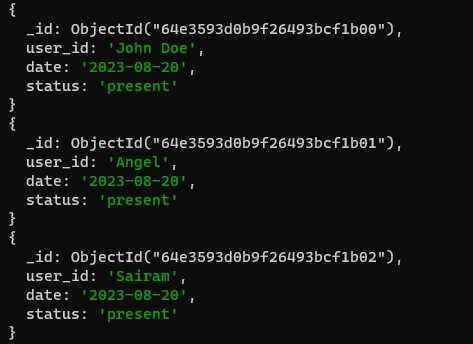 {
  _id: ObjectId("64e3593d0b9f26493bcf1b00"),
  user_id: 'John Doe',
  date: '2023-08-20',
  status: 'present'
}
{
  _id: ObjectId("64e3593d0b9f26493bcf1b01"),
  user_id: 'Angel',
  date: '2023-08-20',
  status: 'present'
}
{
  _id: ObjectId("64e3593d0b9f26493bcf1b02"),
  user_id: 'Sairam',
  date: '2023-08-20',
  status: 'present'
}